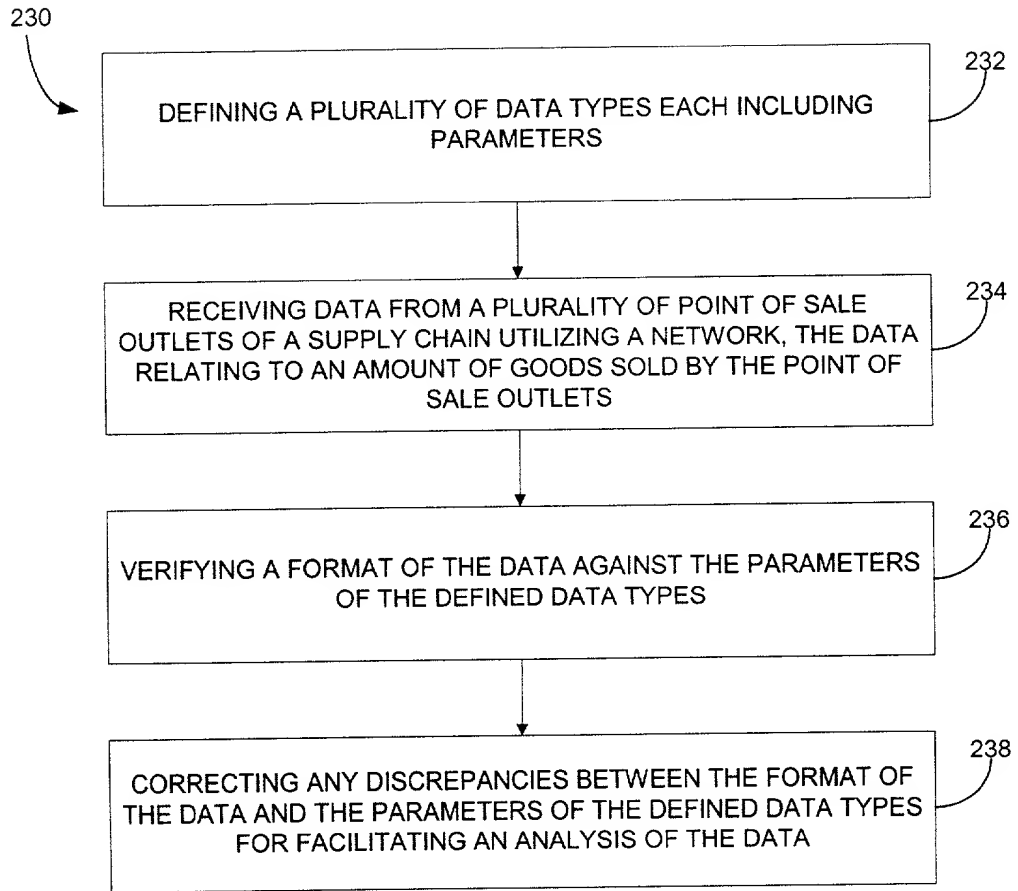 230
232
DEFINING A PLURALITY OF DATA TYPES EACH INCLUDING
PARAMETERS
234
RECEIVING DATA FROM A PLURALITY OF POINT OF SALE
OUTLETS OF A SUPPLY CHAIN UTILIZING A NETWORK, THE DATA
RELATING TO AN AMOUNT OF GOODS SOLD BY THE POINT OF
SALE OUTLETS
236
VERIFYING A FORMAT OF THE DATA AGAINST THE PARAMETERS
OF THE DEFINED DATA TYPES
238
CORRECTING ANY DISCREPANCIES BETWEEN THE FORMAT OF
THE DATA AND THE PARAMETERS OF THE DEFINED DATA TYPES
FOR FACILITATING AN ANALYSIS OF THE DATA